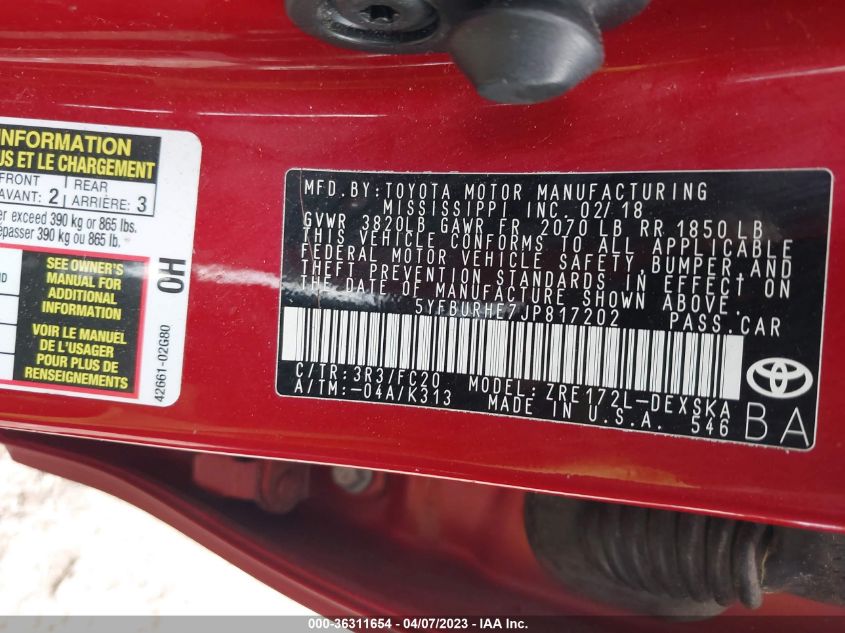 INFORMATION
US ET LE CHARGEMENT
FRONT
AVANT: 2
REAR
ARRIÈRE: 3
er exceed 390 kg or 865 lbs.
épasser 390 kg ou 865 lb.
ND
SEE OWNER'S
MANUAL FOR
ADDITIONAL
INFORMATION
VOIR LE MANUEL
DE L'USAGER
POUR PLUS DE
RENSEIGNEMENTS
OH
42661-02G80
MFD. BY: TOYOTA MOTOR MANUFACTURING
MISSISSIPPI INC. 02/18
GVWR 3820LB GAWR FR 2070 LB RR 1850 LB
THIS VEHICLE CONFORMS TO ALL APPLICABLE
FEDERAL MOTOR VEHICLE SAFETY, BUMPER, AND
THEFT PREVENTION STANDARDS IN EFFECT ON
THE DATE OF MANUFACTURE SHOWN ABOVE.
5YFBURHE7JP817202 PASS. CAR
C/TR: 3R3/FC20 MODEL: ZRE172L-DEXSKA
A/TM: -04A/K313 MADE IN U.S.A. 546
BA
000-36311654 - 04/07/2023 - IAA, Inc.